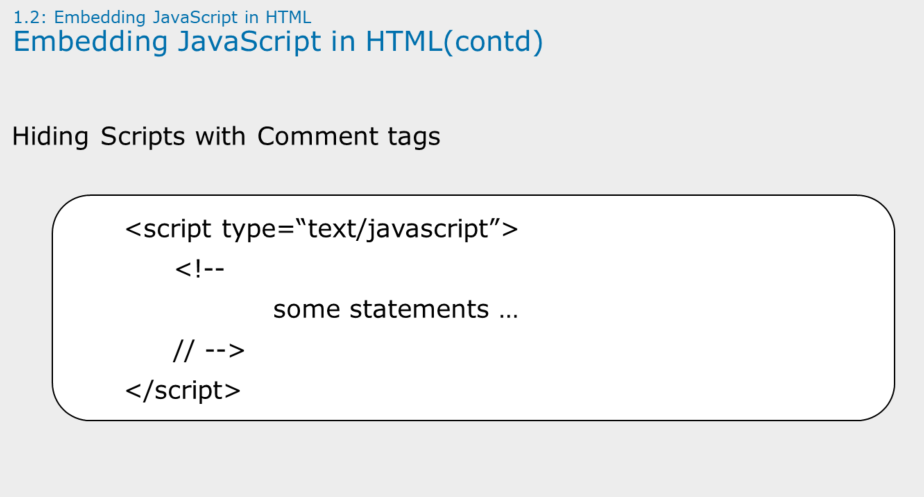 1.2: Embedding JavaScript in HTML
Embedding JavaScript in HTML(contd)
Hiding Scripts with Comment tags
<script type=“text/javascript”>
<!--
some statements …
// -->
</script>